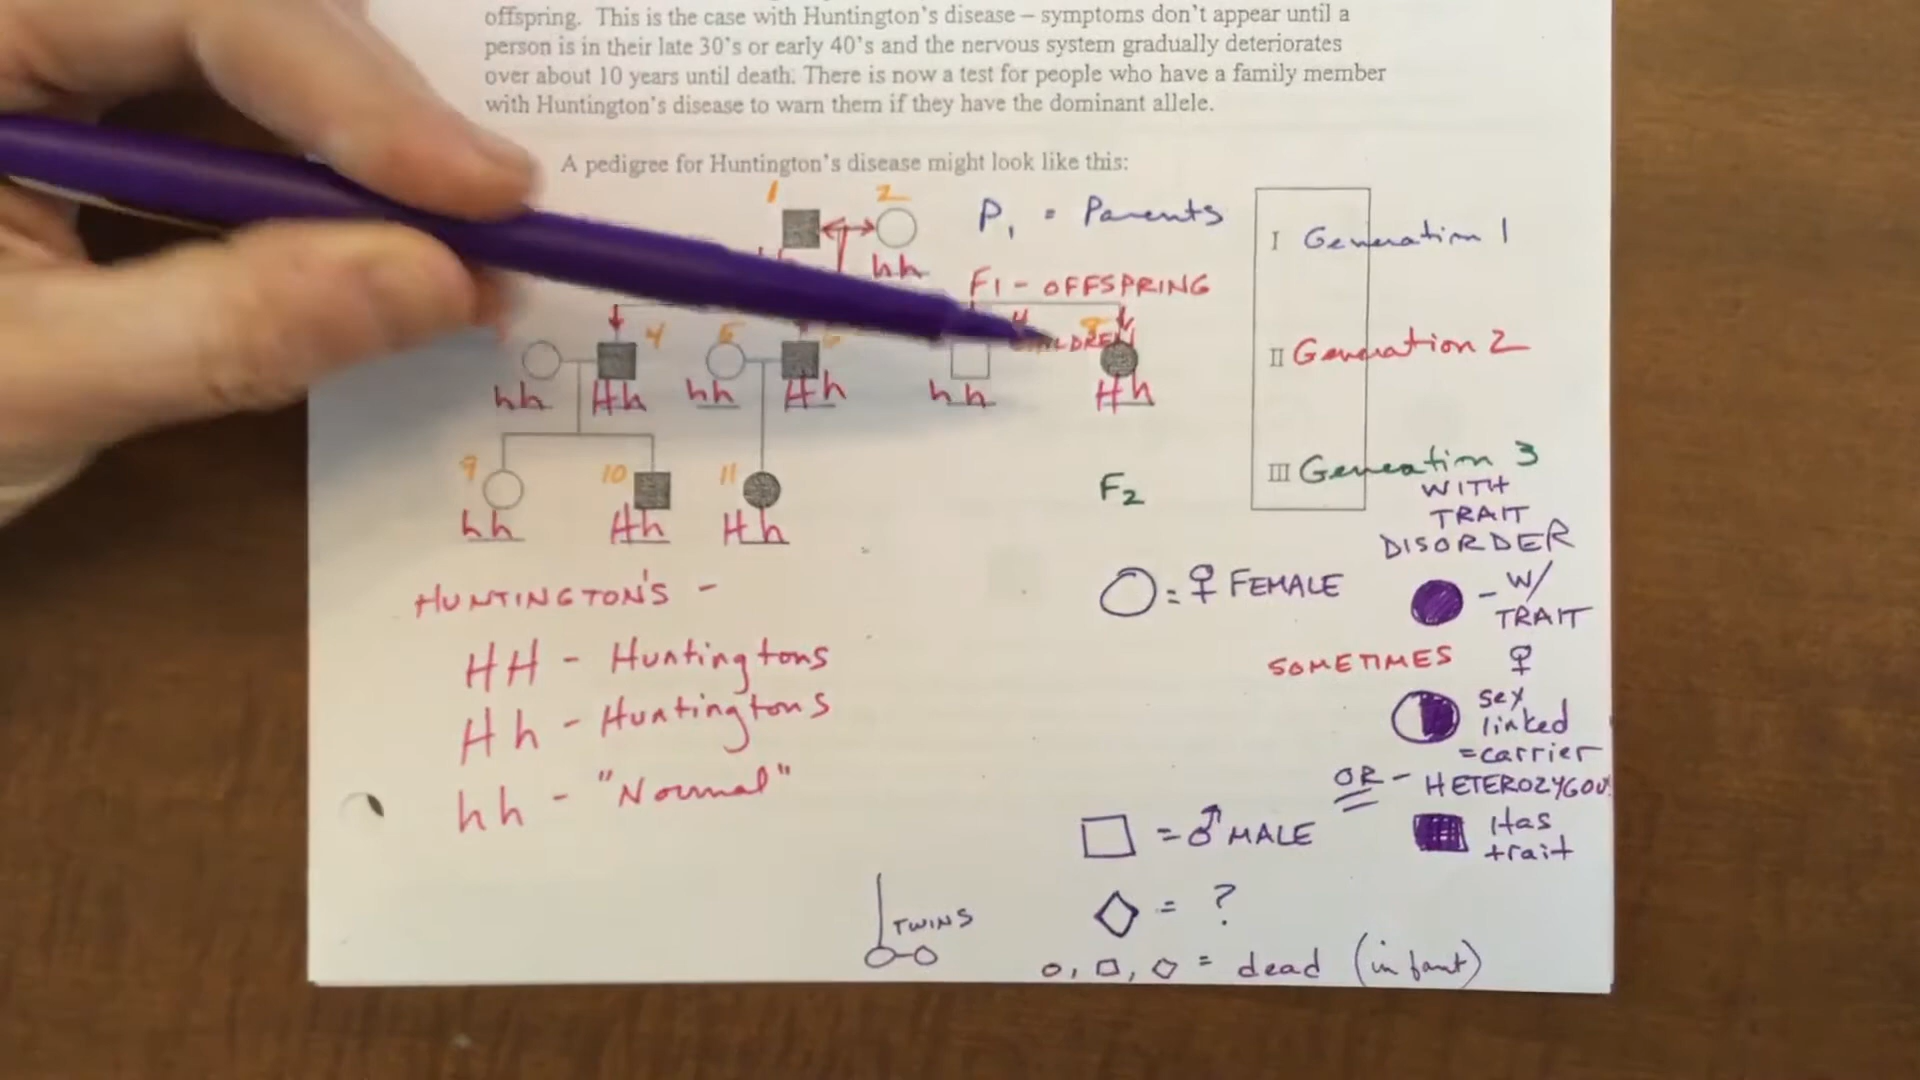 offspring. This is the case with Huntington's disease – symptoms don't appear until a
person is in their late 30's or early 40's and the nervous system gradually deteriorates
over about 10 years until death. There is now a test for people who have a family member
with Huntington's disease to warn them if they have the dominant allele.
A pedigree for Huntington's disease might look like this:
1 2
P1 = Parents
I Generation 1
hh
F1 - OFFSPRING
4 5
4
II Generation 2
hh Hh hh Hh hh Hh
9 10 11
F2
III Geneation 3
hh Hh Hh
WITH
TRAIT
DISORDER
HUNTINGTON'S -
HH - Huntingtons
Hh - Huntingtons
hh - "Normal"
= ♀ FEMALE
- W/
TRAIT
SOMETIMES ♀
sex
linked
=carrier
OR - HETEROZYGOU
= ♂ MALE
Has
trait
= ?
TWINS
, , = dead (infant)